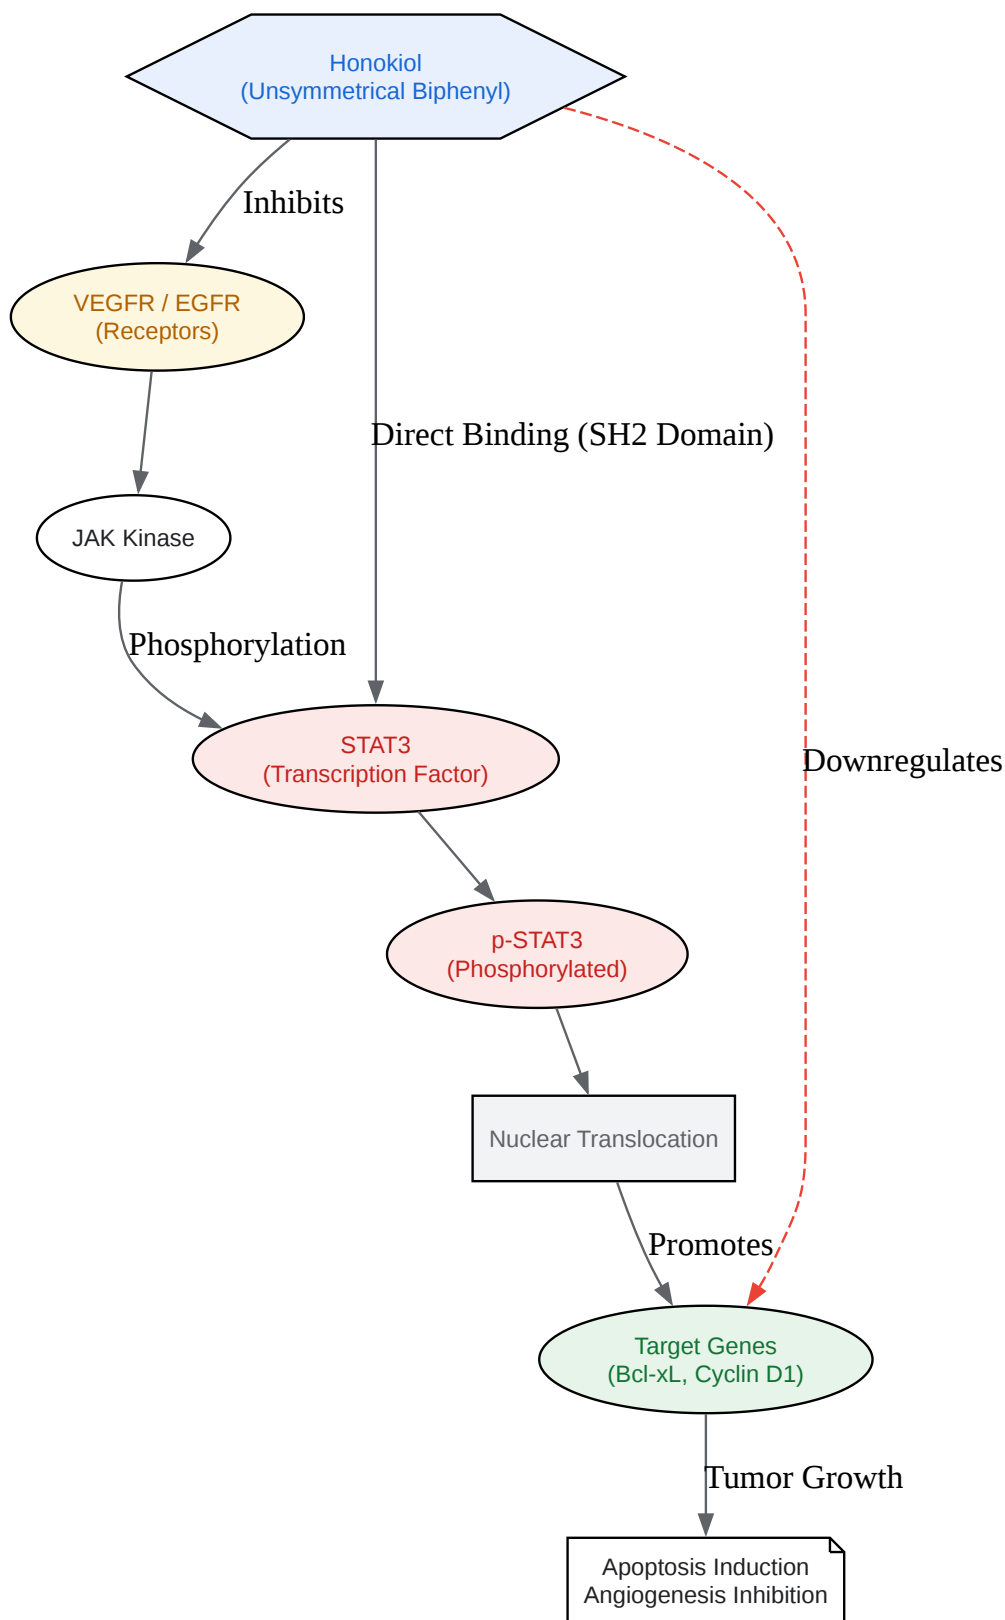 Honokiol
(Unsymmetrical Biphenyl)
Inhibits
VEGFR / EGFR
(Receptors)
Direct Binding (SH2 Domain)
JAK Kinase
Phosphorylation
STAT3
(Transcription Factor)
Downregulates
p-STAT3
(Phosphorylated)
Nuclear Translocation
Promotes
Target Genes
(Bcl-xL, Cyclin D1)
Tumor Growth
Apoptosis Induction
Angiogenesis Inhibition